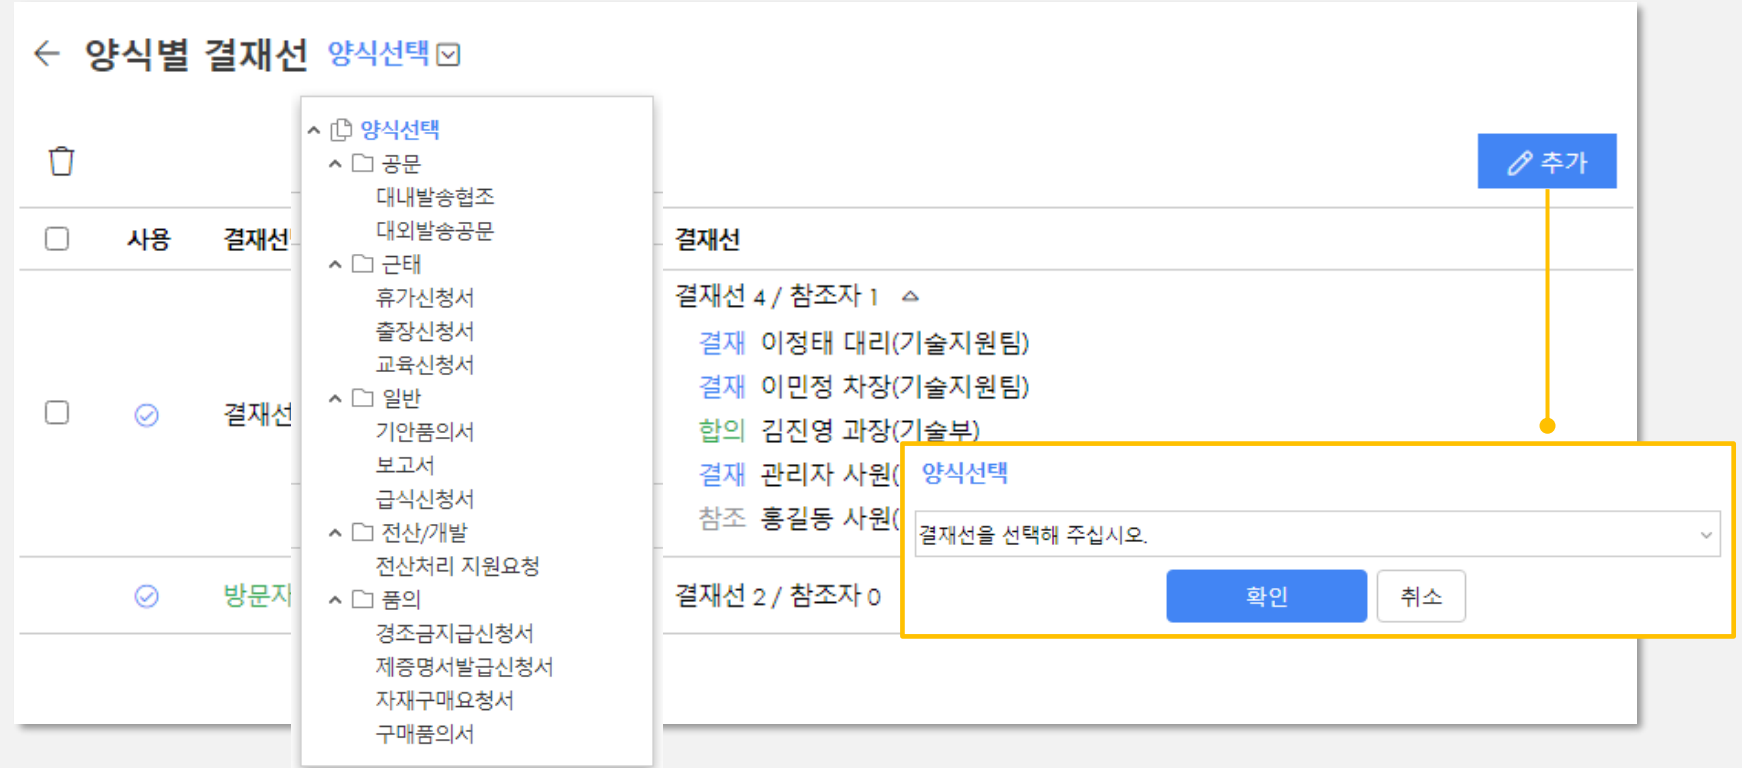 양식별 결재선 양식선택
양식선택
공문
대내발송협조
대외발송공문
근태
휴가신청서
출장신청서
교육신청서
일반
기안품의서
보고서
급식신청서
전산/개발
전산처리 지원요청
품의
경조금지급신청서
제증명서발급신청서
자재구매요청서
구매품의서
추가
사용 결재선 결재선
결재선 결재선 4 / 참조자 1
결재 이정태 대리(기술지원팀)
결재 이민정 차장(기술지원팀)
합의 김진영 과장(기술부)
결재 관리자 사원(
참조 홍길동 사원(
방문자 결재선 2 / 참조자 0
양식선택
결재선을 선택해 주십시오.
확인 취소